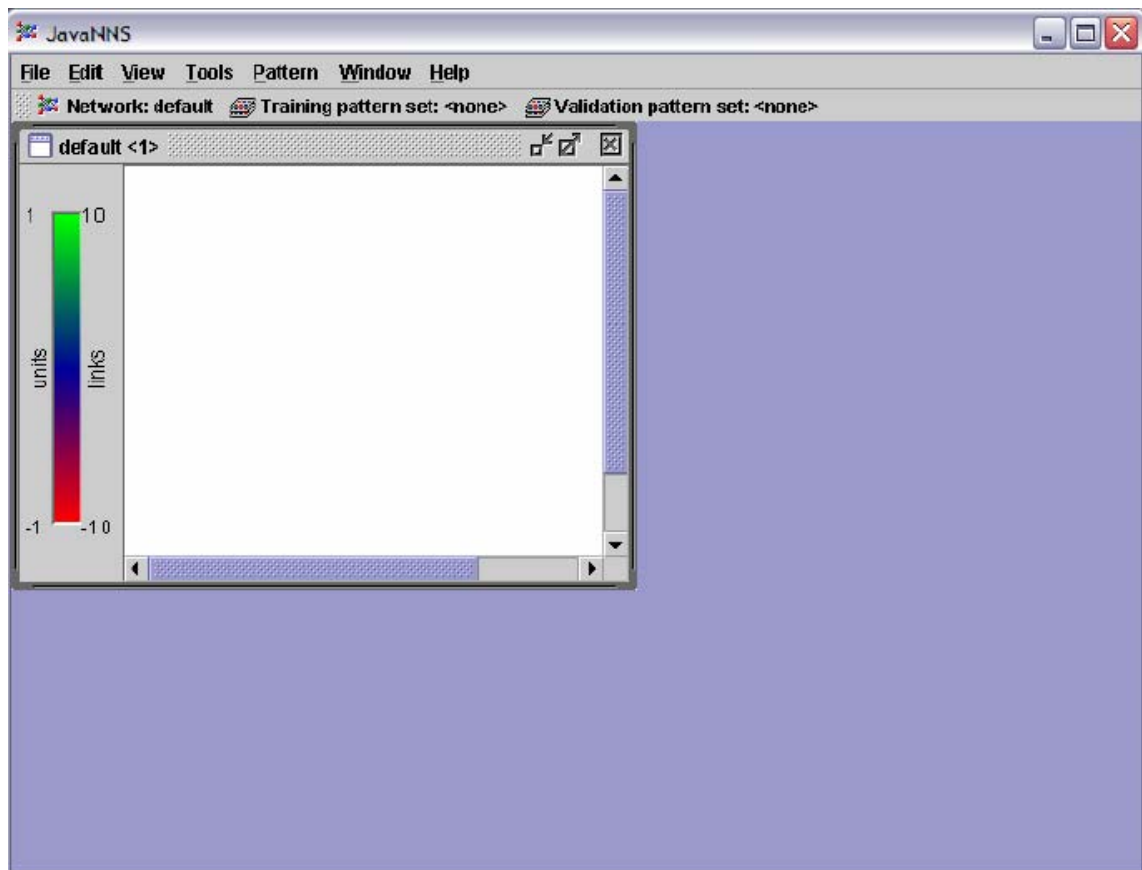 JavaNNS
File Edit View Tools Pattern Window Help
Network: default Training pattern set: <none> Validation pattern set: <none>
default <1>
1 10
units links
-1 -10